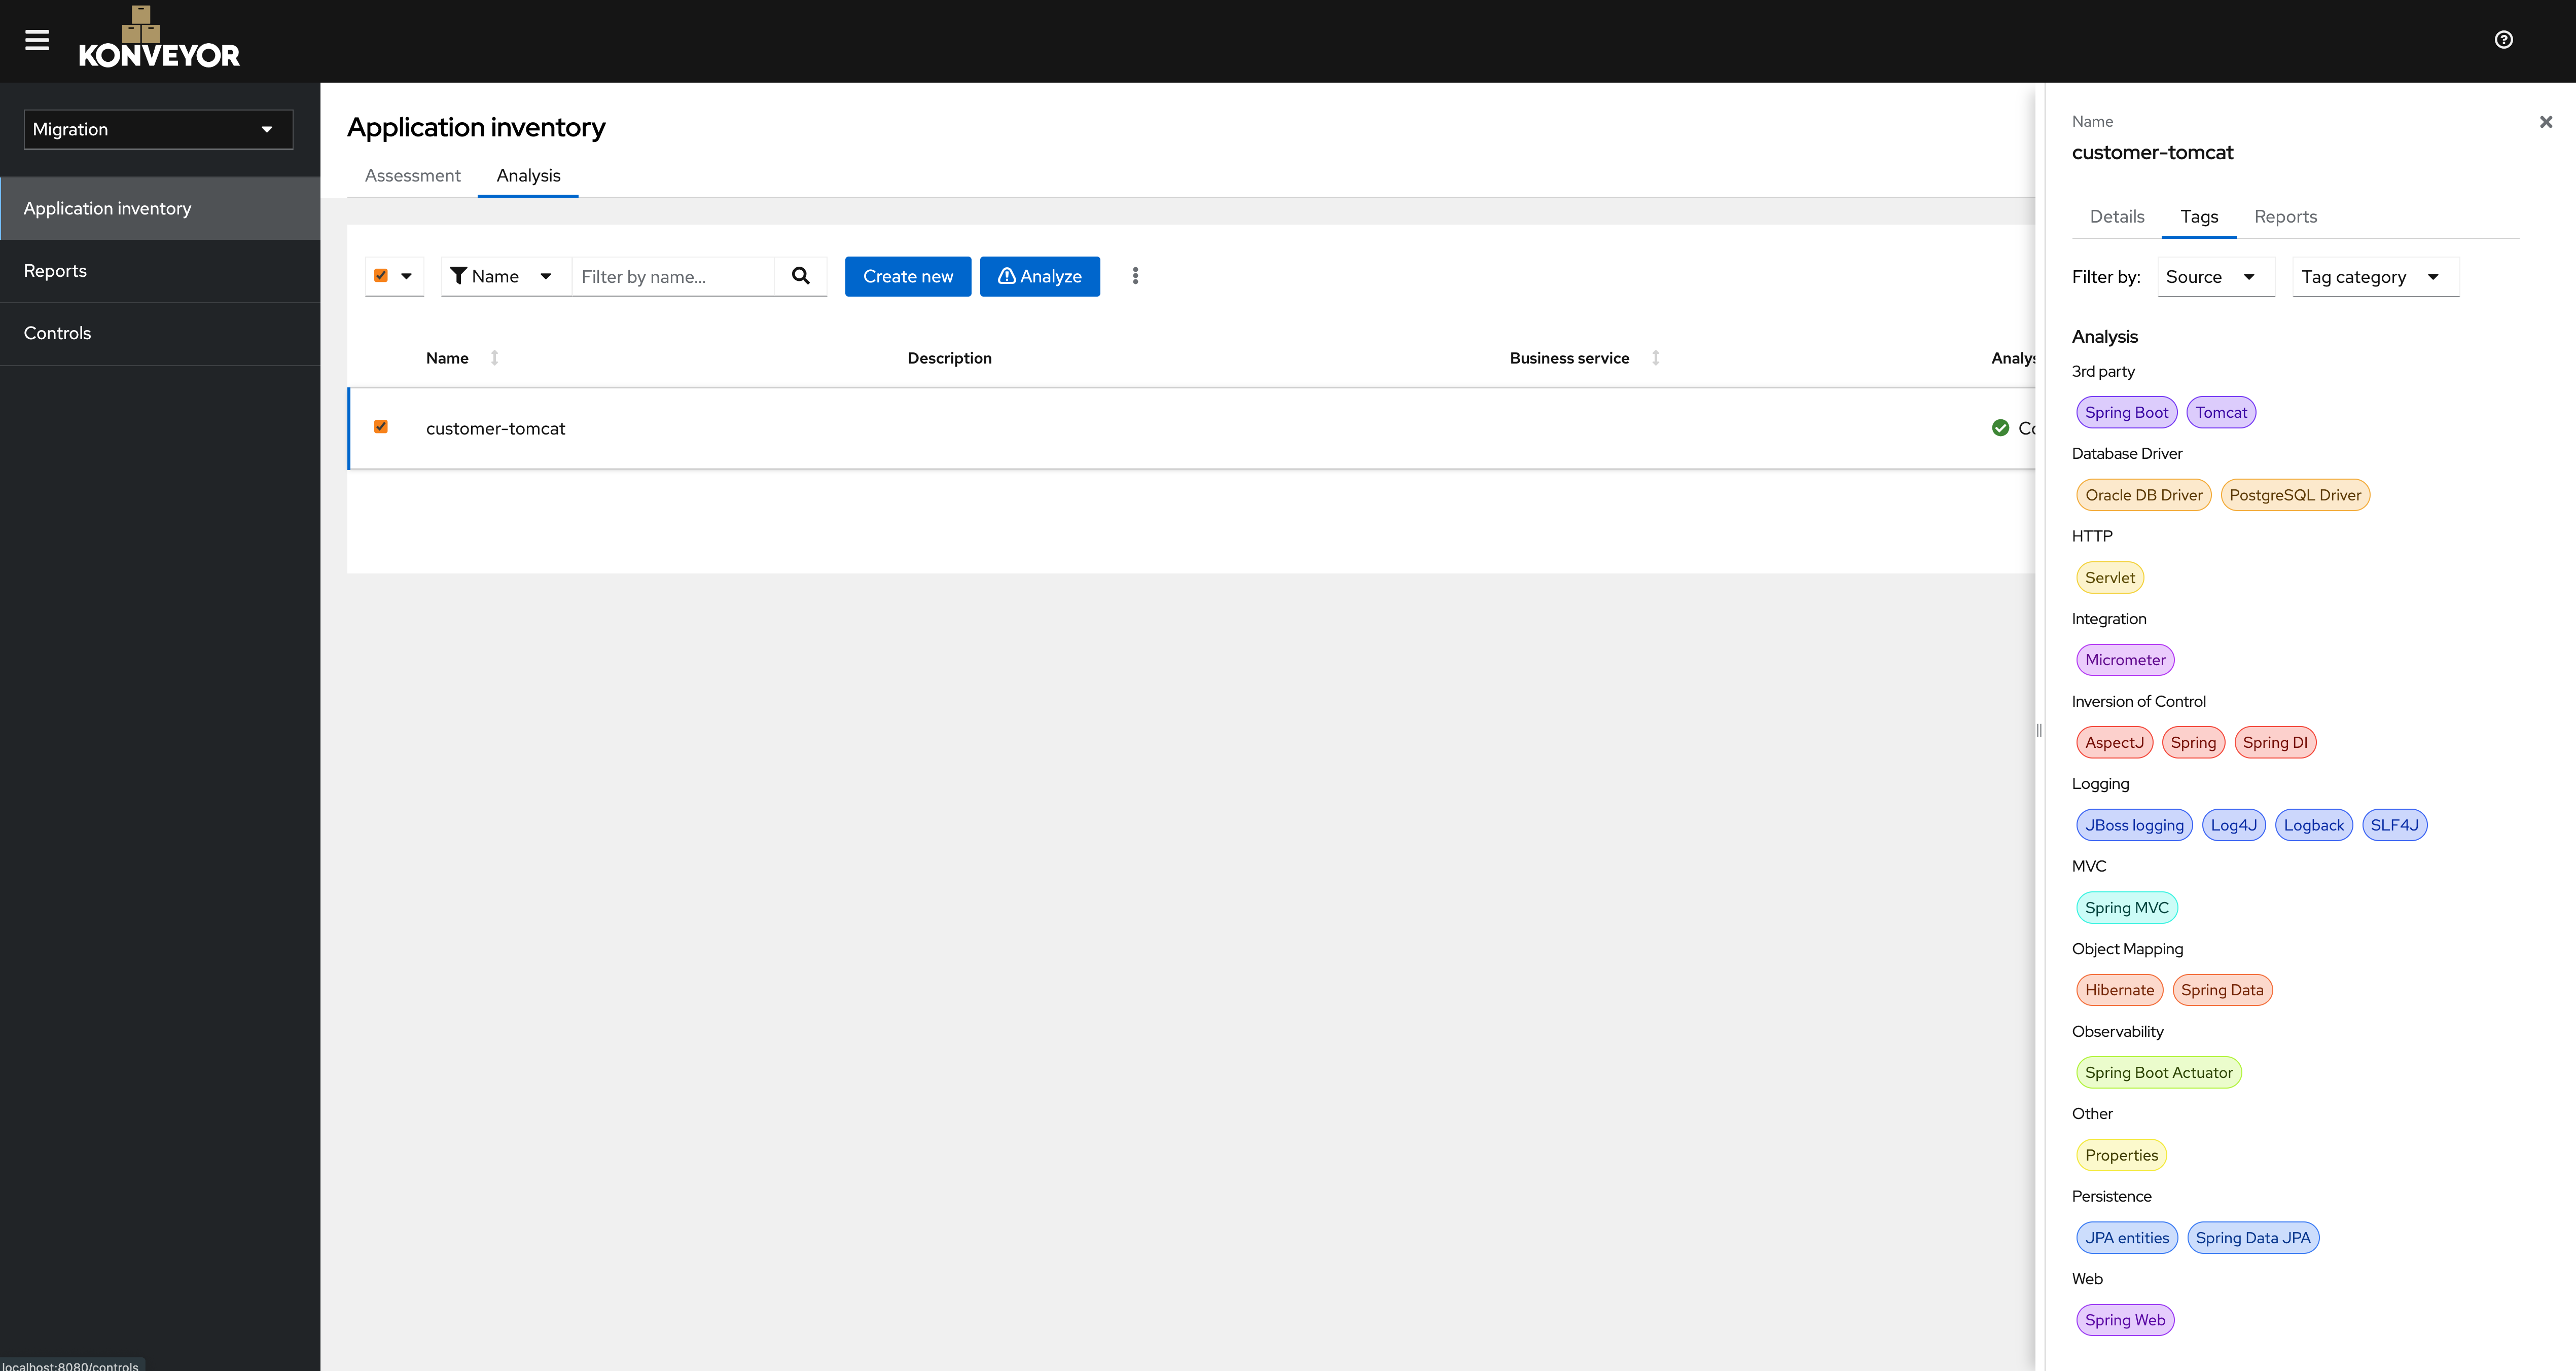 KONVEYOR
Migration
Application inventory
Reports
Controls
Application inventory
Assessment Analysis
Name Filter by name... Create new Analyze
Name Description Business service Analys
customer-tomcat Co
Name
customer-tomcat
Details Tags Reports
Filter by: Source Tag category
Analysis
3rd party
Spring Boot Tomcat
Database Driver
Oracle DB Driver PostgreSQL Driver
HTTP
Servlet
Integration
Micrometer
Inversion of Control
AspectJ Spring Spring DI
Logging
JBoss logging Log4J Logback SLF4J
MVC
Spring MVC
Object Mapping
Hibernate Spring Data
Observability
Spring Boot Actuator
Other
Properties
Persistence
JPA entities Spring Data JPA
Web
Spring Web
localhost:8080/controls